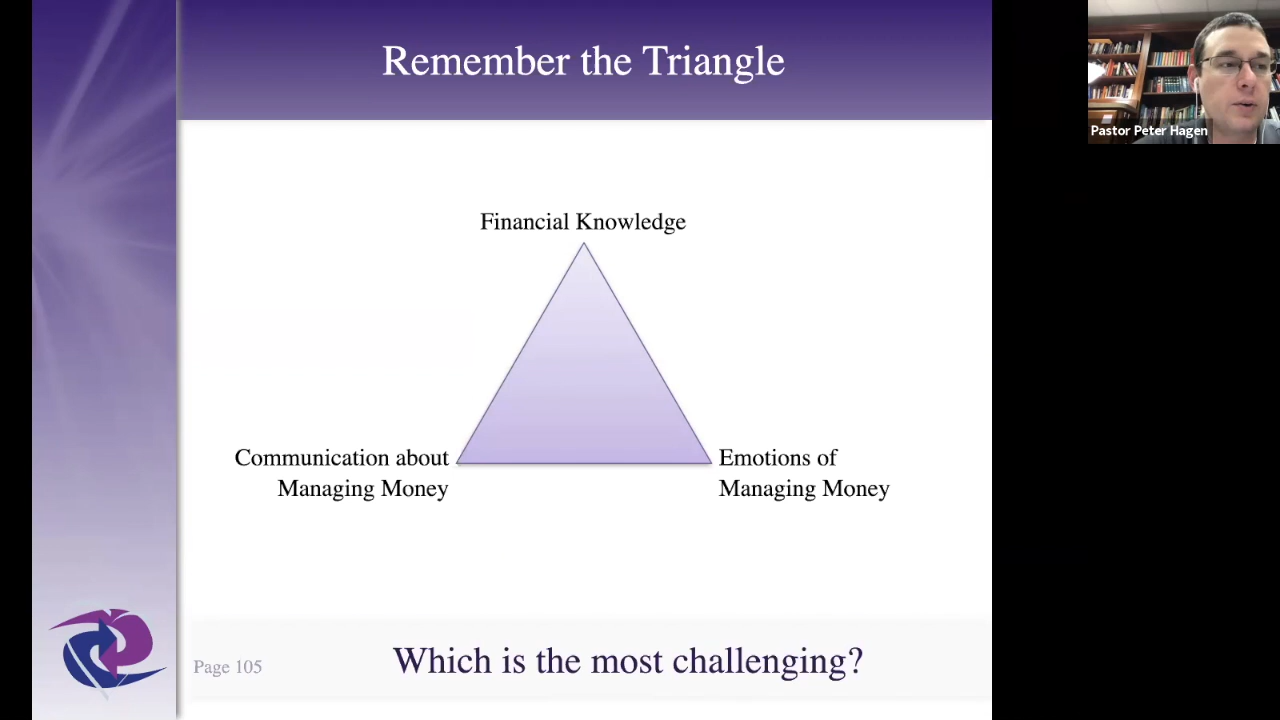 Remember the Triangle
Pastor Peter Hagen
Financial Knowledge
Communication about
Managing Money
Emotions of
Managing Money
Page 105
Which is the most challenging?